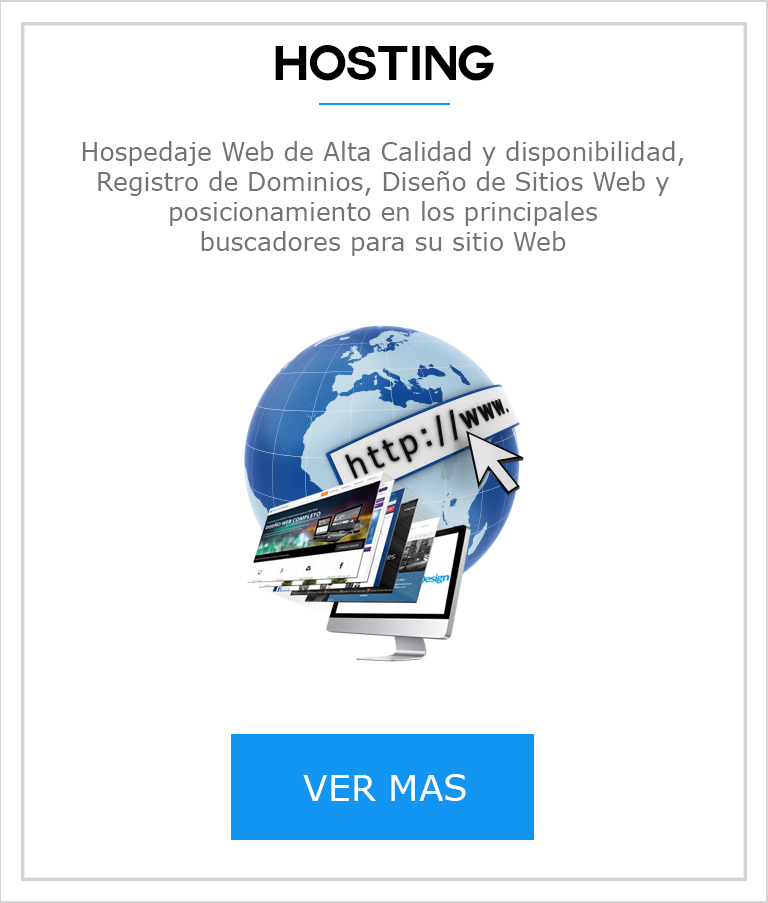 HOSTING
Hospedaje Web de Alta Calidad y disponibilidad,
Registro de Dominios, Diseño de Sitios Web y
posicionamiento en los principales
buscadores para su sitio Web
http://www.
DISEÑO WEB COMPLETO
Design
VER MAS